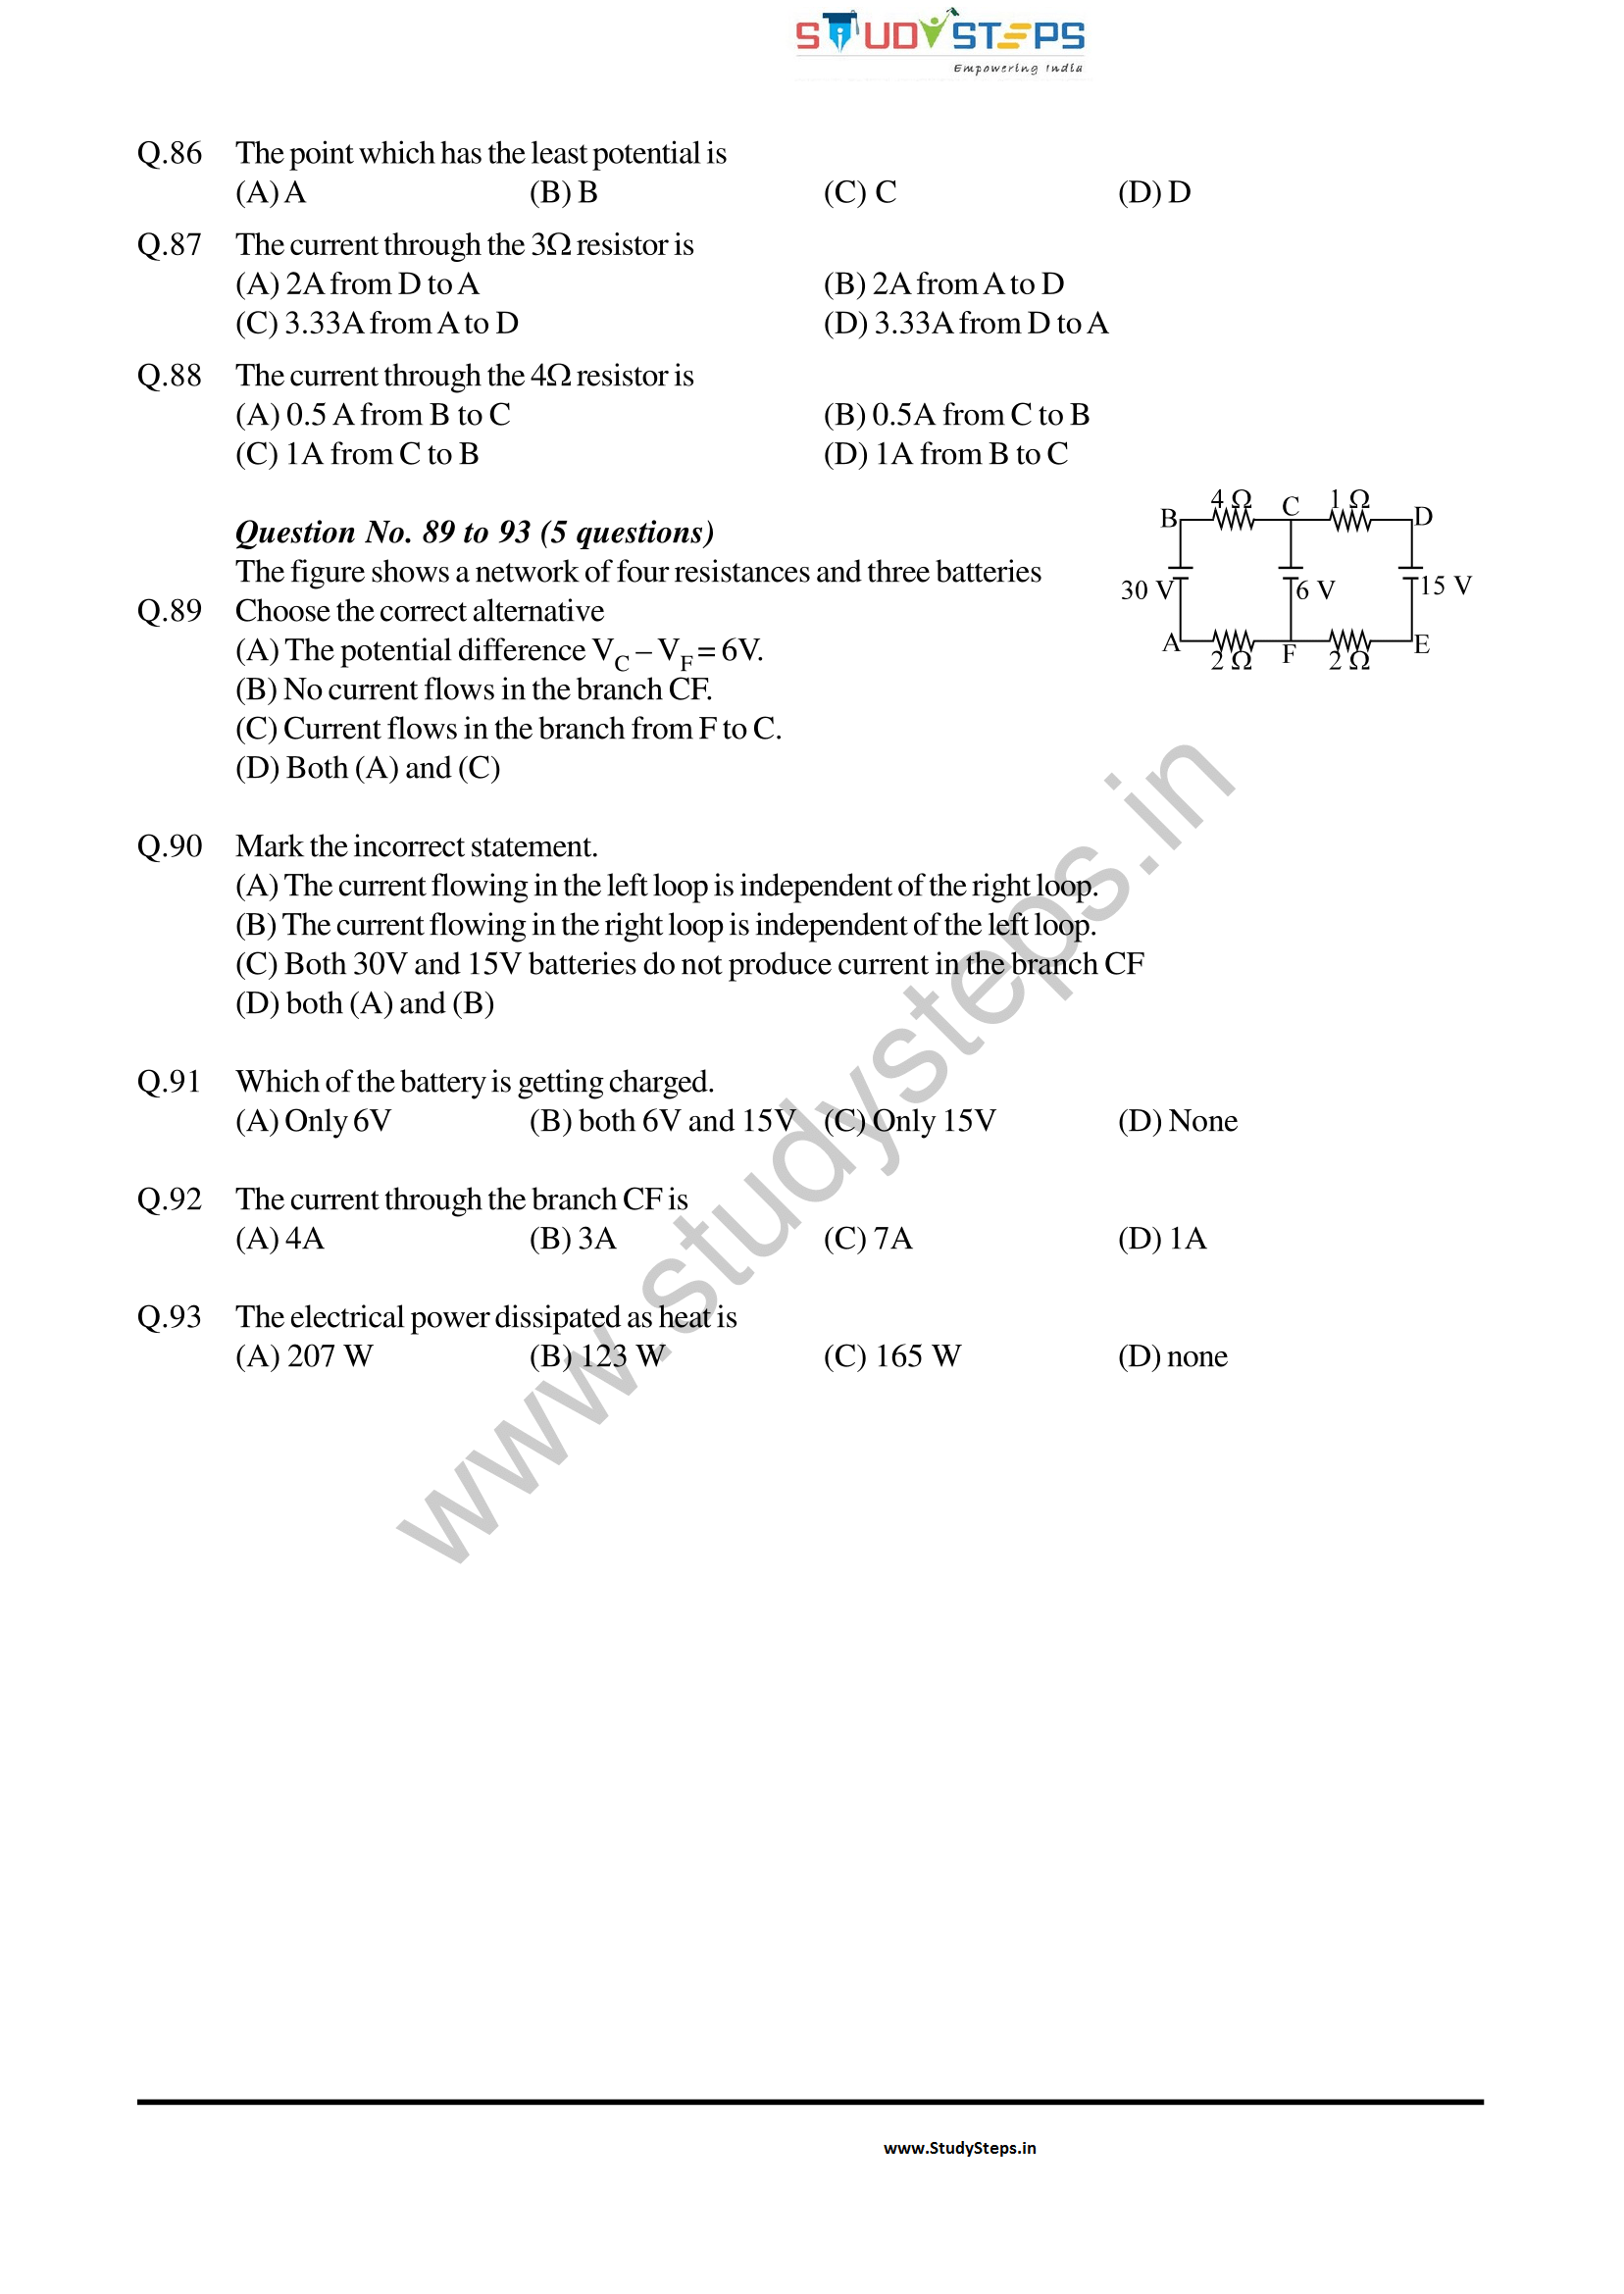 STUDYSTEPS
Empowering India
Q.86 The point which has the least potential is
(A) A (B) B (C) C (D) D
Q.87 The current through the 3Ω resistor is
(A) 2A from D to A (B) 2A from A to D
(C) 3.33A from A to D (D) 3.33A from D to A
Q.88 The current through the 4Ω resistor is
(A) 0.5 A from B to C (B) 0.5A from C to B
(C) 1A from C to B (D) 1A from B to C
Question No. 89 to 93 (5 questions)
The figure shows a network of four resistances and three batteries
Q.89 Choose the correct alternative
(A) The potential difference VC – VF = 6V.
(B) No current flows in the branch CF.
(C) Current flows in the branch from F to C.
(D) Both (A) and (C)
4 Ω C 1 Ω
B D
30 V 6 V 15 V
A F E
2 Ω 2 Ω
Q.90 Mark the incorrect statement.
(A) The current flowing in the left loop is independent of the right loop.
(B) The current flowing in the right loop is independent of the left loop.
(C) Both 30V and 15V batteries do not produce current in the branch CF
(D) both (A) and (B)
Q.91 Which of the battery is getting charged.
(A) Only 6V (B) both 6V and 15V (C) Only 15V (D) None
Q.92 The current through the branch CF is
(A) 4A (B) 3A (C) 7A (D) 1A
Q.93 The electrical power dissipated as heat is
(A) 207 W (B) 123 W (C) 165 W (D) none
www.studysteps.in
www.StudySteps.in